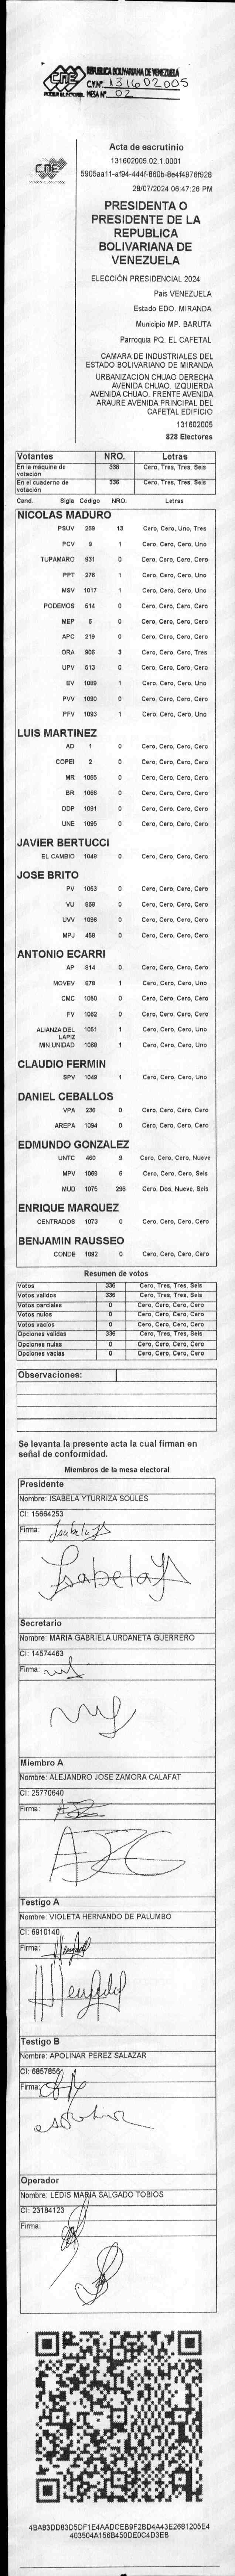 CNE
PODER ELECTORAL
REPUBLICA BOLIVARIANA DE VENEZUELA
C.V. Nº 131602005
MESA Nº 02
CNE
Acta de escrutinio
131602005.02.1.0001
28/07/2024 06:47:26 PM
PRESIDENTA O
PRESIDENTE DE LA
REPUBLICA
BOLIVARIANA DE
VENEZUELA
ELECCIÓN PRESIDENCIAL 2024
Pais VENEZUELA
Estado EDO. MIRANDA
Municipio MP. BARUTA
Parroquia PQ. EL CAFETAL
CAMARA DE INDUSTRIALES DEL
ESTADO BOLIVARIANO DE MIRANDA
URBANIZACION CHUAO DERECHA
AVENIDA CHUAO. IZQUIERDA
AVENIDA CHUAO. FRENTE AVENIDA
ARAURE AVENIDA PRINCIPAL DEL
CAFETAL EDIFICIO
131602005
828 Electores
Votantes NRO. Letras
En la máquina de votación 336 Cero, Tres, Tres, Seis
En el cuaderno de votación 336 Cero, Tres, Tres, Seis
Cand. Sigla Código NRO. Letras
NICOLAS MADURO
PSUV 269 13 Cero, Cero, Uno, Tres
PCV 9 1 Cero, Cero, Cero, Uno
TUPAMARO 931 0 Cero, Cero, Cero, Cero
PPT 276 1 Cero, Cero, Cero, Uno
MSV 1017 1 Cero, Cero, Cero, Uno
PODEMOS 514 0 Cero, Cero, Cero, Cero
MEP 6 0 Cero, Cero, Cero, Cero
APC 219 0 Cero, Cero, Cero, Cero
ORA 906 3 Cero, Cero, Cero, Tres
UPV 513 0 Cero, Cero, Cero, Cero
EV 1089 1 Cero, Cero, Cero, Uno
PVV 1090 0 Cero, Cero, Cero, Cero
PFV 1093 1 Cero, Cero, Cero, Uno
LUIS MARTINEZ
AD 1 0 Cero, Cero, Cero, Cero
COPEI 2 0 Cero, Cero, Cero, Cero
MR 1065 0 Cero, Cero, Cero, Cero
BR 1066 0 Cero, Cero, Cero, Cero
DDP 1091 0 Cero, Cero, Cero, Cero
UNE 1095 0 Cero, Cero, Cero, Cero
JAVIER BERTUCCI
EL CAMBIO 1048 0 Cero, Cero, Cero, Cero
JOSE BRITO
PV 1053 0 Cero, Cero, Cero, Cero
VU 868 0 Cero, Cero, Cero, Cero
UVV 1096 0 Cero, Cero, Cero, Cero
MPJ 458 0 Cero, Cero, Cero, Cero
ANTONIO ECARRI
AP 814 0 Cero, Cero, Cero, Cero
MOVEV 878 1 Cero, Cero, Cero, Uno
CMC 1050 0 Cero, Cero, Cero, Cero
FV 1062 0 Cero, Cero, Cero, Cero
ALIANZA DEL LAPIZ 1051 1 Cero, Cero, Cero, Uno
MIN UNIDAD 1068 1 Cero, Cero, Cero, Uno
CLAUDIO FERMIN
SPV 1049 1 Cero, Cero, Cero, Uno
DANIEL CEBALLOS
VPA 236 0 Cero, Cero, Cero, Cero
AREPA 1094 0 Cero, Cero, Cero, Cero
EDMUNDO GONZALEZ
UNTC 460 9 Cero, Cero, Cero, Nueve
MPV 1069 6 Cero, Cero, Cero, Seis
MUD 1075 296 Cero, Dos, Nueve, Seis
ENRIQUE MARQUEZ
CENTRADOS 1073 0 Cero, Cero, Cero, Cero
BENJAMIN RAUSSEO
CONDE 1092 0 Cero, Cero, Cero, Cero
Resumen de votos
Votos 336 Cero, Tres, Tres, Seis
Votos validos 336 Cero, Tres, Tres, Seis
Votos parciales 0 Cero, Cero, Cero, Cero
Votos nulos 0 Cero, Cero, Cero, Cero
Votos vacios 0 Cero, Cero, Cero, Cero
Opciones validas 336 Cero, Tres, Tres, Seis
Opciones nulas 0 Cero, Cero, Cero, Cero
Opciones vacias 0 Cero, Cero, Cero, Cero
Observaciones:
Se levanta la presente acta la cual firman en
señal de conformidad.
Miembros de la mesa electoral
Presidente
Nombre: ISABELA YTURRIZA SOULES
CI: 15664253
Firma:
Secretario
Nombre: MARIA GABRIELA URDANETA GUERRERO
CI: 14574463
Firma:
Miembro A
Nombre: ALEJANDRO JOSE ZAMORA CALAFAT
CI: 25770640
Firma:
Testigo A
Nombre: VIOLETA HERNANDO DE PALUMBO
CI: 6910140
Firma:
Testigo B
Nombre: APOLINAR PEREZ SALAZAR
CI: 6857856
Firma:
Operador
Nombre: LEDIS MARIA SALGADO TOBIOS
CI: 23184123
Firma:
4BA83DD83D5DF1E4AADCEB9F2BD4A43E2681205E4
403504A156B450DE0C4D3EB